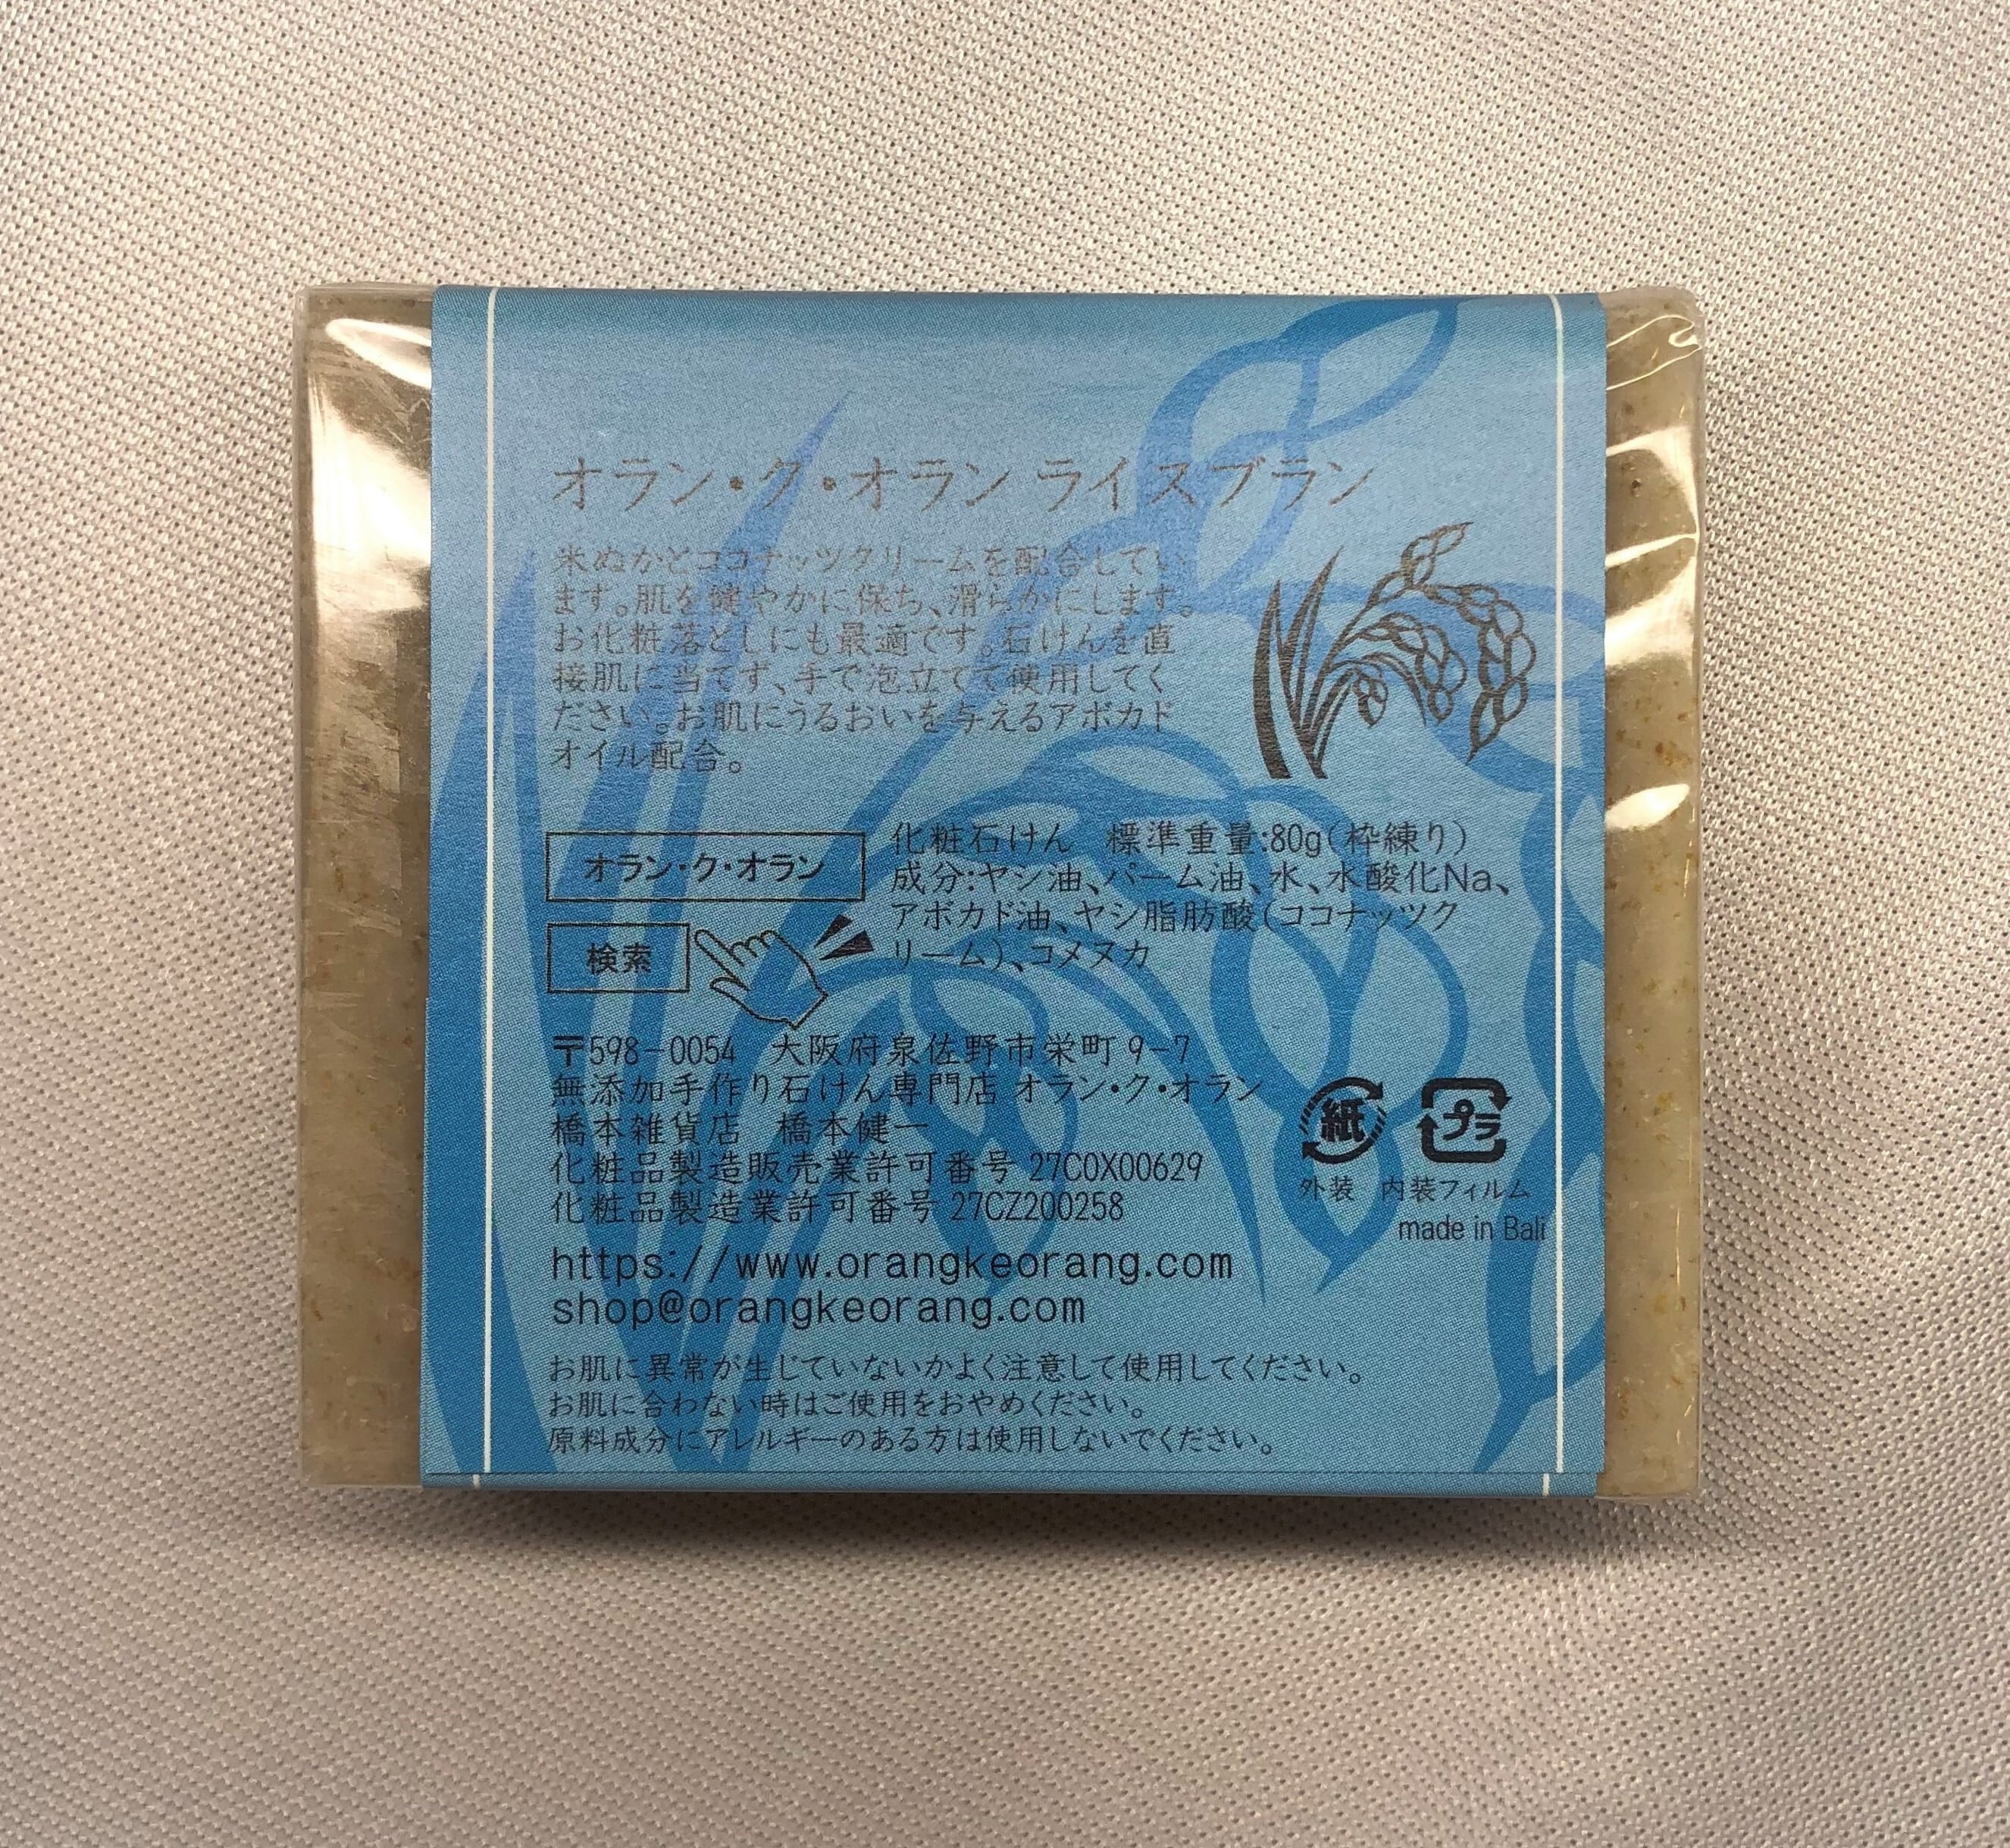 オラン・ク・オラン ライスブラン
米ぬかとココナッツクリームを配合してい
ます。肌を健やかに保ち、滑らかにします。
お化粧落としにも最適です。石けんを直
接肌に当てず、手で泡立てて使用してく
ださい。お肌にうるおいを与えるアボカド
オイル配合。
オラン・ク・オラン
検索
化粧石けん　標準重量:80g(枠練り)
成分:ヤシ油、パーム油、水、水酸化Na、
アボカド油、ヤシ脂肪酸(ココナッツク
リーム)、コメヌカ
〒598-0054　大阪府泉佐野市栄町9-7
無添加手作り石けん専門店 オラン・ク・オラン
橋本雑貨店　橋本健一
化粧品製造販売業許可番号 27C0X00629
化粧品製造業許可番号 27CZ200258
https://www.orangkeorang.com
shop@orangkeorang.com
紙 プラ
外装　内装フィルム
made in Bali
お肌に異常が生じていないかよく注意して使用してください。
お肌に合わない時はご使用をおやめください。
原料成分にアレルギーのある方は使用しないでください。